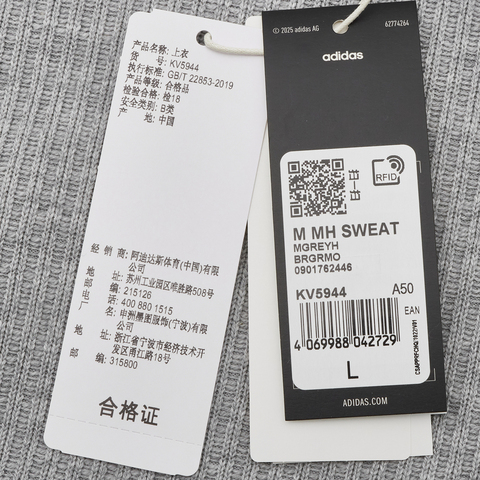 产品名称: 上衣
货 号: KV5944
执行标准: GB/T 22853-2019
产品等级: 合格品
检验合格: 检18
安全类别: B类
产 地: 中国
经 销 商: 阿迪达斯体育(中国)有限
公司
地 址: 苏州工业园区唯胜路508号
邮 编: 215126
电 话: 400 880 1515
厂 名: 申洲集团服饰(宁波)有限
公司
地 址: 浙江省宁波市经济技术开
发区甬江路18号
邮 编: 315800
合格证
© 2025 adidas AG
62774264
adidas
RFID
M MH SWEAT
MGREYH
BRGRMO
0901762446
KV5944
A50
EAN
4 069988 042729
L
ADIDAS.COM